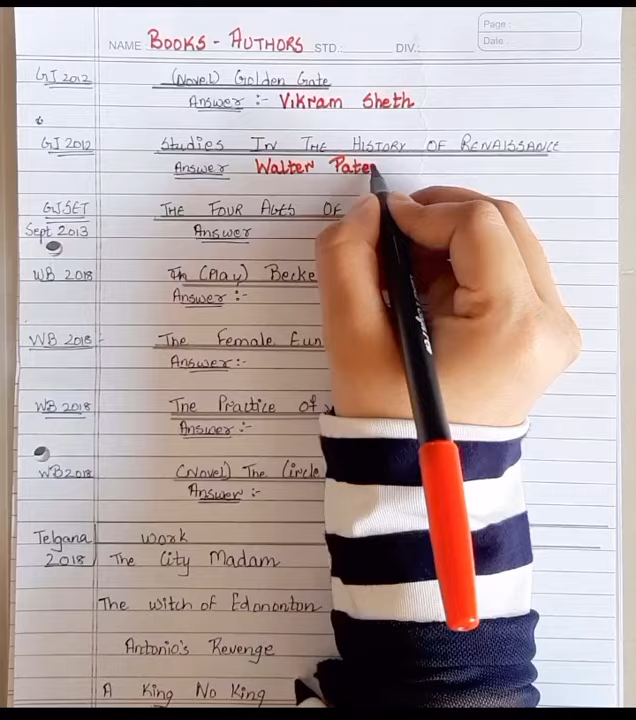 Page :
NAME BOOKS - AUTHORS STD.: DIV.:
Date :
GJ 2012 (Novel) Golden Gate
Answer :- Vikram Sheth
GJ 2012 Studies IN THE HISTORY OF RENAISSANCE
Answer Walter Pate
GJSET THE FOUR AGES OF
Sept 2013 Answer
WB 2018 (Play) Becke
Answer :-
WB 2018 :- The Female Eun
Answer :-
WB 2018 The Practice of
Answer :-
WB2018 (Novel) The Circle
Answer :-
Telgana work
2018 The City Madam
The witch of Edmonton
Antonio's Revenge
A King No King